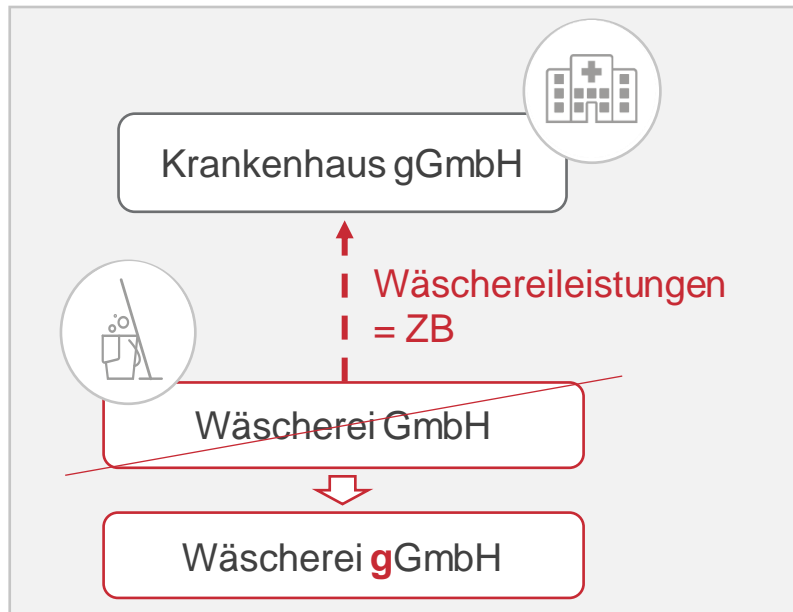 Krankenhaus gGmbH
Wäschereileistungen
= ZB
Wäscherei GmbH
Wäscherei gGmbH